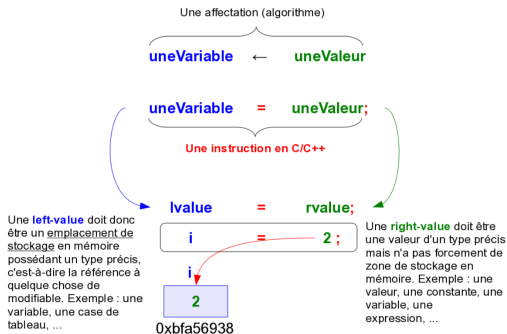 Une affectation (algorithme)
uneVariable ← uneValeur
uneVariable = uneValeur;
Une instruction en C/C++
lvalue = rvalue;
Une left-value doit donc
être un emplacement de
stockage en mémoire
possédant un type précis,
c'est-à-dire la référence à
quelque chose de
modifiable. Exemple : une
variable, une case de
tableau, ...
i = 2 ;
i
2
0xbfa56938
Une right-value doit être
une valeur d'un type précis
mais n'a pas forcement de
zone de stockage en
mémoire. Exemple : une
valeur, une constante, une
variable, une
expression, ...